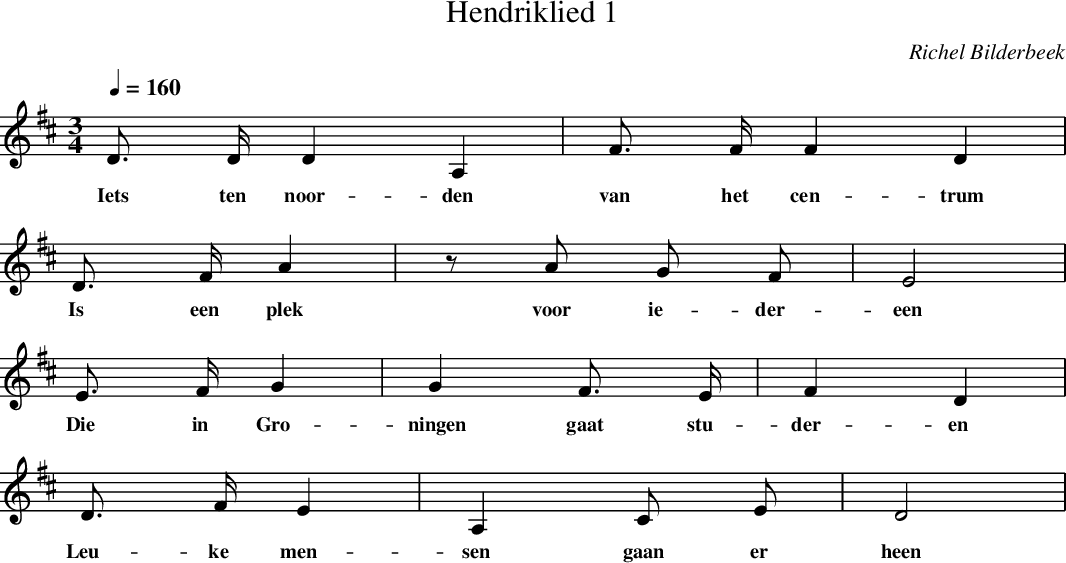 Hendriklied 1
Richel Bilderbeek
♩ = 160
3
4
Iets ten noor - den van het cen - trum
Is een plek voor ie - der - een
Die in Gro - ningen gaat stu - der - en
Leu - ke men - sen gaan er heen